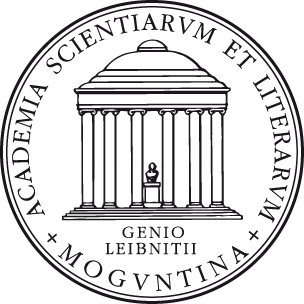 ACADEMIA SCIENTIARVM ET LITERARVM
GENIO
LEIBNITII
+ MOGVNTINA +